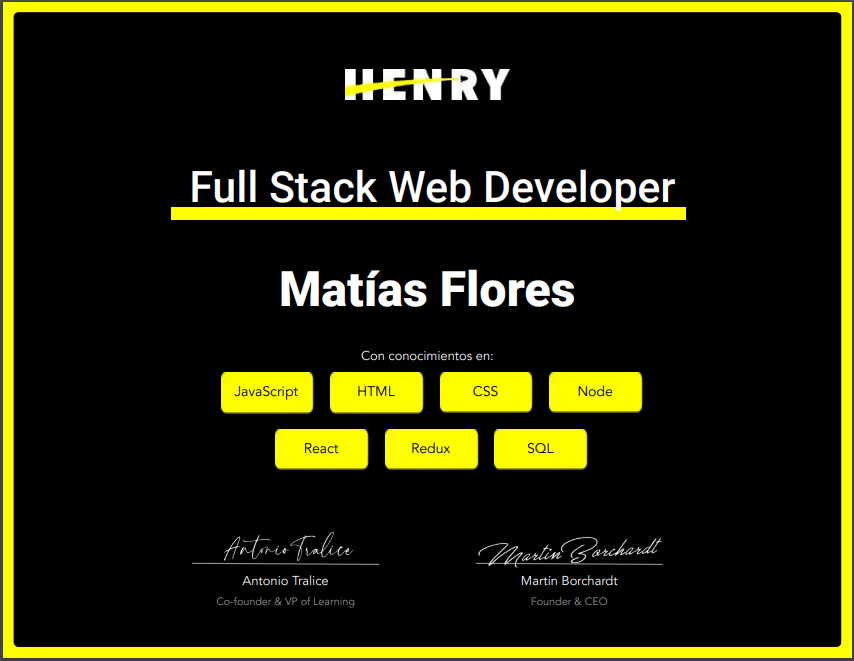 HENRY
Full Stack Web Developer
Matías Flores
Con conocimientos en:
JavaScript HTML CSS Node
React Redux SQL
Antonio Tralice Martin Borchardt
Antonio Tralice Martín Borchardt
Co-founder & VP of Learning Founder & CEO